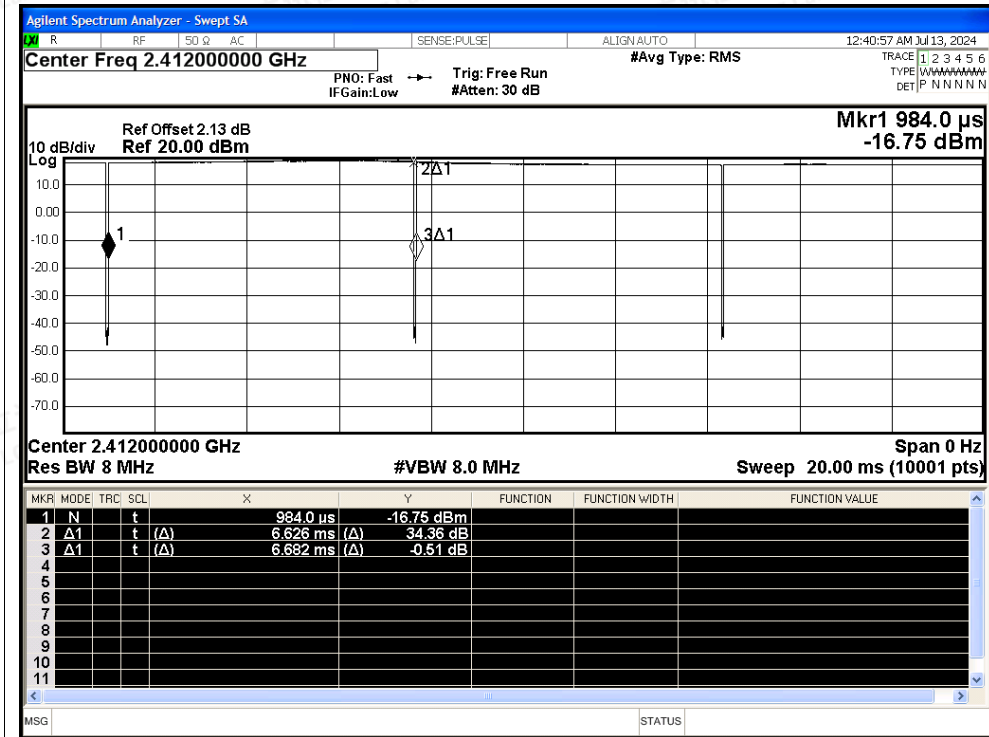 Agilent Spectrum Analyzer - Swept SA
LXI R RF 50 Ω AC SENSE:PULSE ALIGN AUTO 12:40:57 AM Jul 13, 2024
Center Freq 2.412000000 GHz #Avg Type: RMS TRACE 1 2 3 4 5 6
PNO: Fast Trig: Free Run TYPE WWWWWW
IFGain:Low #Atten: 30 dB DET P N N N N N
Mkr1 984.0 µs
Ref Offset 2.13 dB
10 dB/div Ref 20.00 dBm -16.75 dBm
Log
2Δ1
10.0
0.00
-10.0 1 3Δ1
-20.0
-30.0
-40.0
-50.0
-60.0
-70.0
Center 2.412000000 GHz Span 0 Hz
Res BW 8 MHz #VBW 8.0 MHz Sweep 20.00 ms (10001 pts)
MKR MODE TRC SCL X Y FUNCTION FUNCTION WIDTH FUNCTION VALUE
1 N t 984.0 µs -16.75 dBm
2 Δ1 t (Δ) 6.626 ms (Δ) 34.36 dB
3 Δ1 t (Δ) 6.682 ms (Δ) -0.51 dB
4
5
6
7
8
9
10
11
MSG STATUS